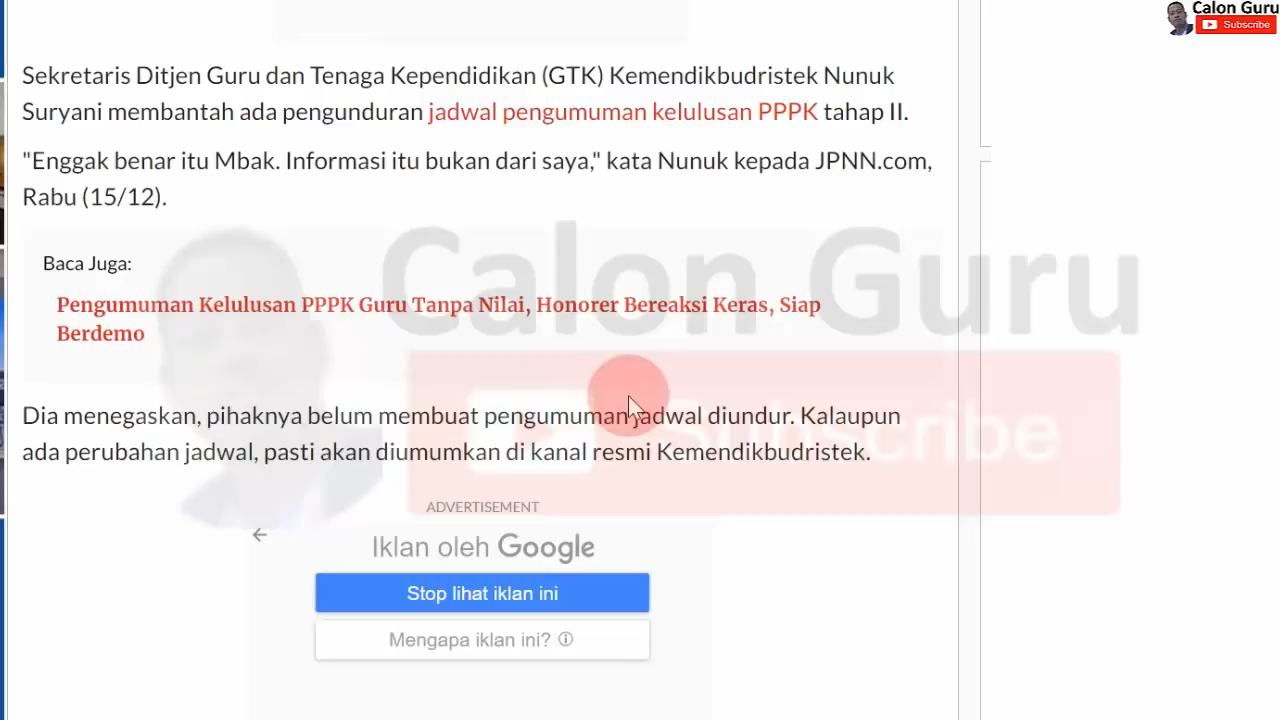 Calon Guru
Subscribe
Sekretaris Ditjen Guru dan Tenaga Kependidikan (GTK) Kemendikbudristek Nunuk
Suryani membantah ada pengunduran jadwal pengumuman kelulusan PPPK tahap II.
"Enggak benar itu Mbak. Informasi itu bukan dari saya," kata Nunuk kepada JPNN.com,
Rabu (15/12).
Calon Guru
Baca Juga:
Pengumuman Kelulusan PPPK Guru Tanpa Nilai, Honorer Bereaksi Keras, Siap
Berdemo
Subscribe
Dia menegaskan, pihaknya belum membuat pengumuman jadwal diundur. Kalaupun
ada perubahan jadwal, pasti akan diumumkan di kanal resmi Kemendikbudristek.
ADVERTISEMENT
Iklan oleh Google
Stop lihat iklan ini
Mengapa iklan ini?